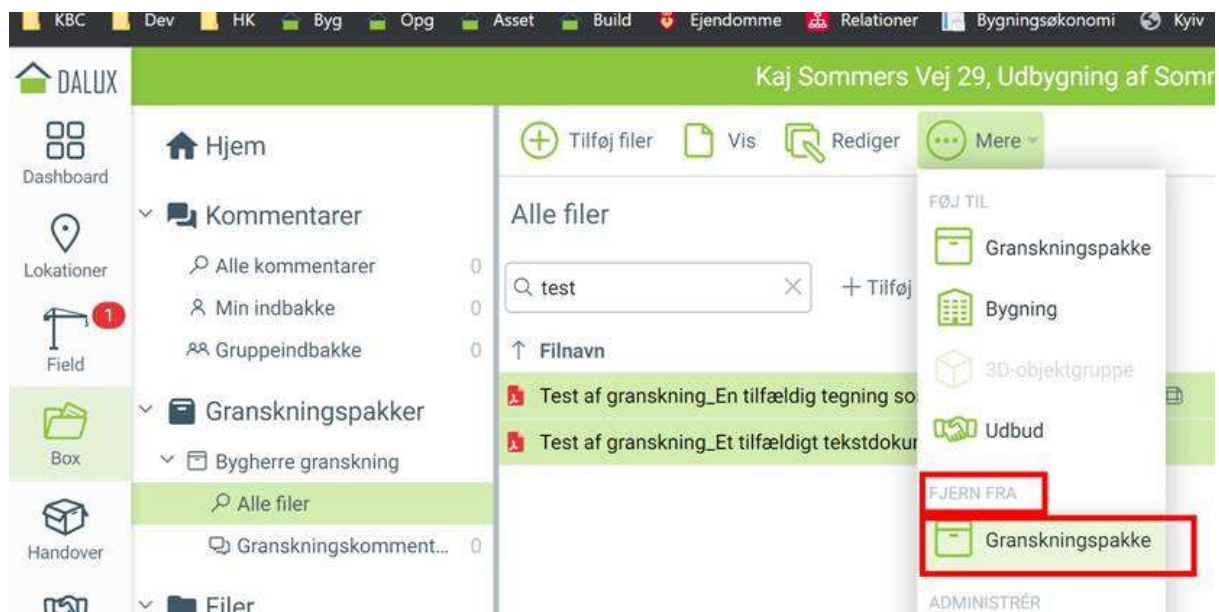 KBC Dev HK Byg Opg Asset Build Ejendomme Relationer Bygningsøkonomi Kyiv
DALUX
Kaj Sommers Vej 29, Udbygning af Somm
Dashboard
Lokationer
1
Field
Box
Handover
Hjem
Kommentarer
Alle kommentarer 0
Min indbakke 0
Gruppeindbakke 0
Granskningspakker
Bygherre granskning
Alle filer
Granskningskomment... 0
Filer
Tilføj filer Vis Rediger Mere
Alle filer
test
Tilføj
Filnavn
Test af granskning_En tilfældig tegning so
Test af granskning_Et tilfældigt tekstdokur
FØJ TIL
Granskningspakke
Bygning
3D-objektgruppe
Udbud
FJERN FRA
Granskningspakke
ADMINISTRÉR